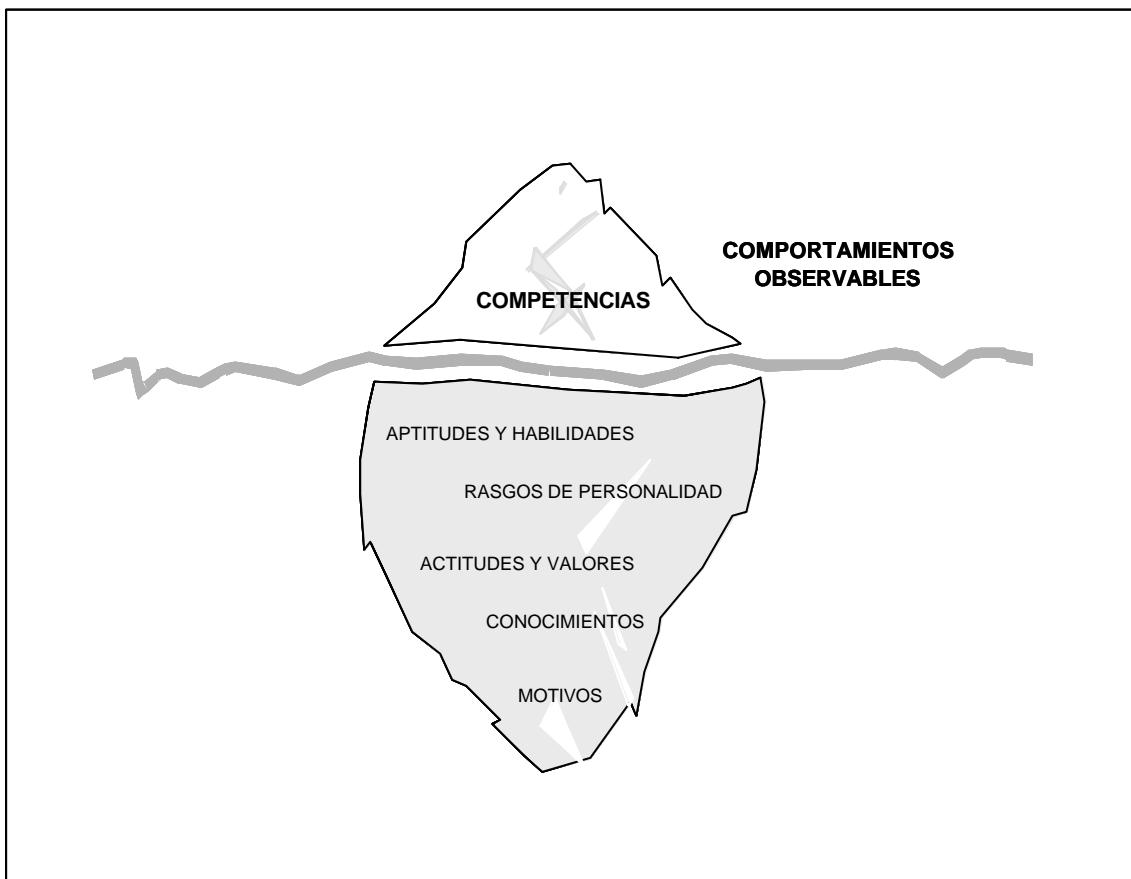 COMPORTAMIENTOS
OBSERVABLES
COMPETENCIAS
APTITUDES Y HABILIDADES
RASGOS DE PERSONALIDAD
ACTITUDES Y VALORES
CONOCIMIENTOS
MOTIVOS